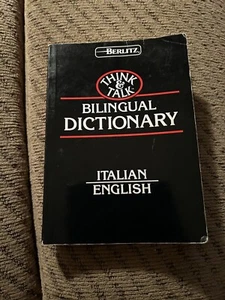 BERLITZ
THINK
&
TALK
BILINGUAL
DICTIONARY
ITALIAN
ENGLISH